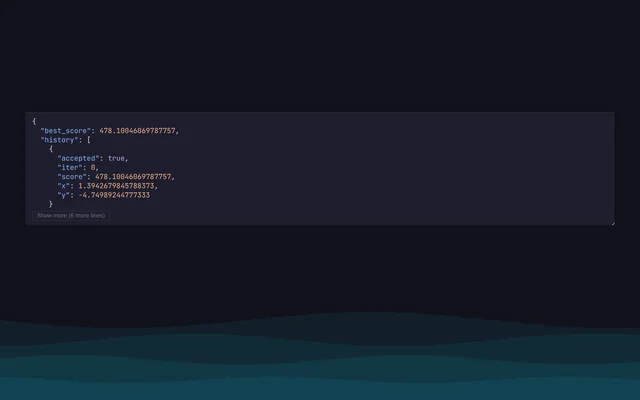 {
"best_score": 478.10046069787757,
"history": [
{
"accepted": true,
"iter": 0,
"score": 478.10046069787757,
"x": 1.3942679845788373,
"y": -4.74989244777333
}
Show more (6 more lines)